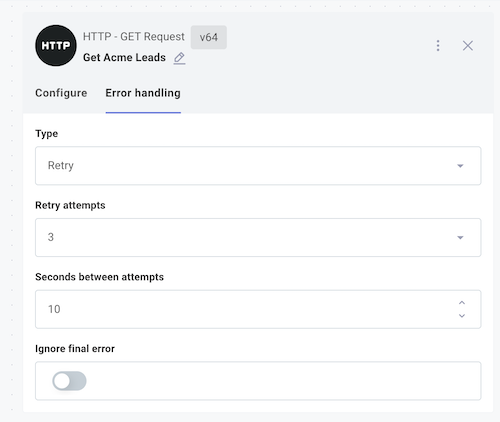 HTTP
HTTP - GET Request v64
Get Acme Leads
Configure Error handling
Type
Retry
Retry attempts
3
Seconds between attempts
10
Ignore final error